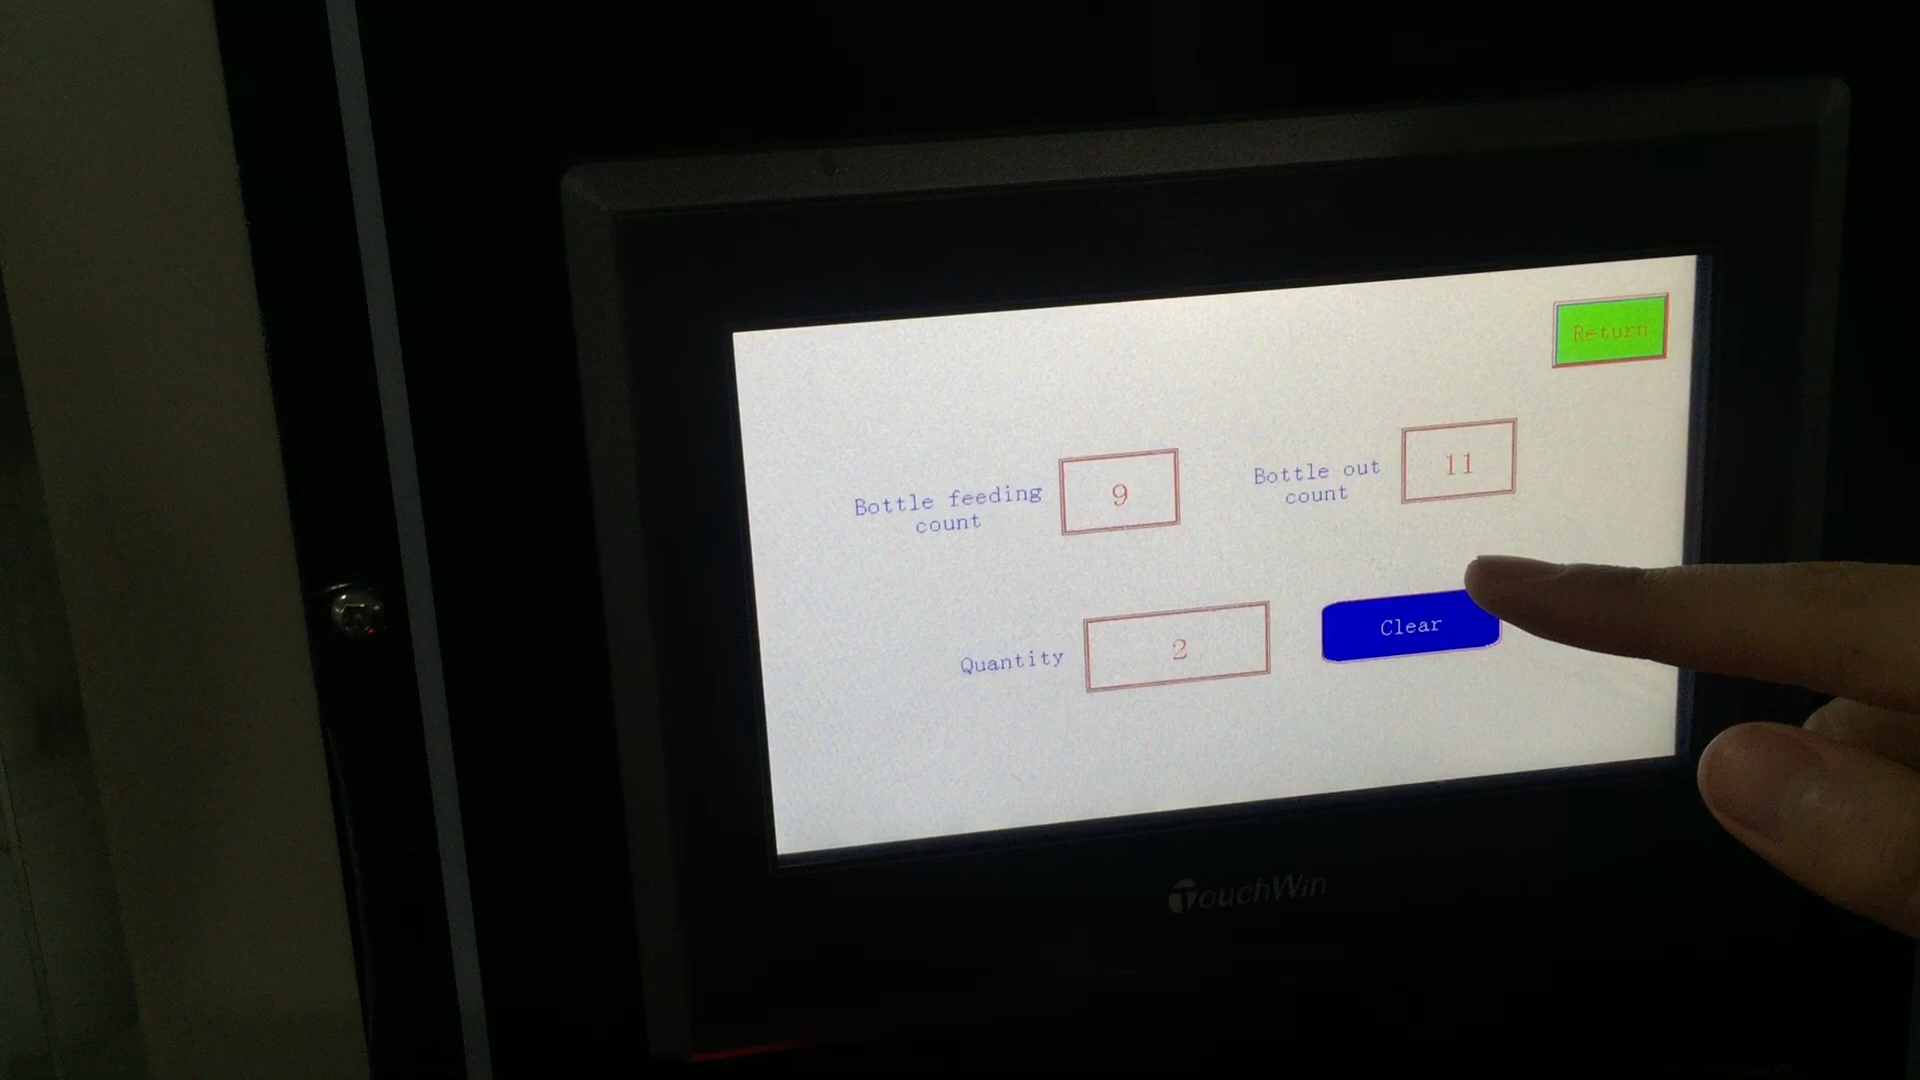 Return
Bottle feeding
count
9
Bottle out
count
11
Quantity
2
Clear
TouchWin